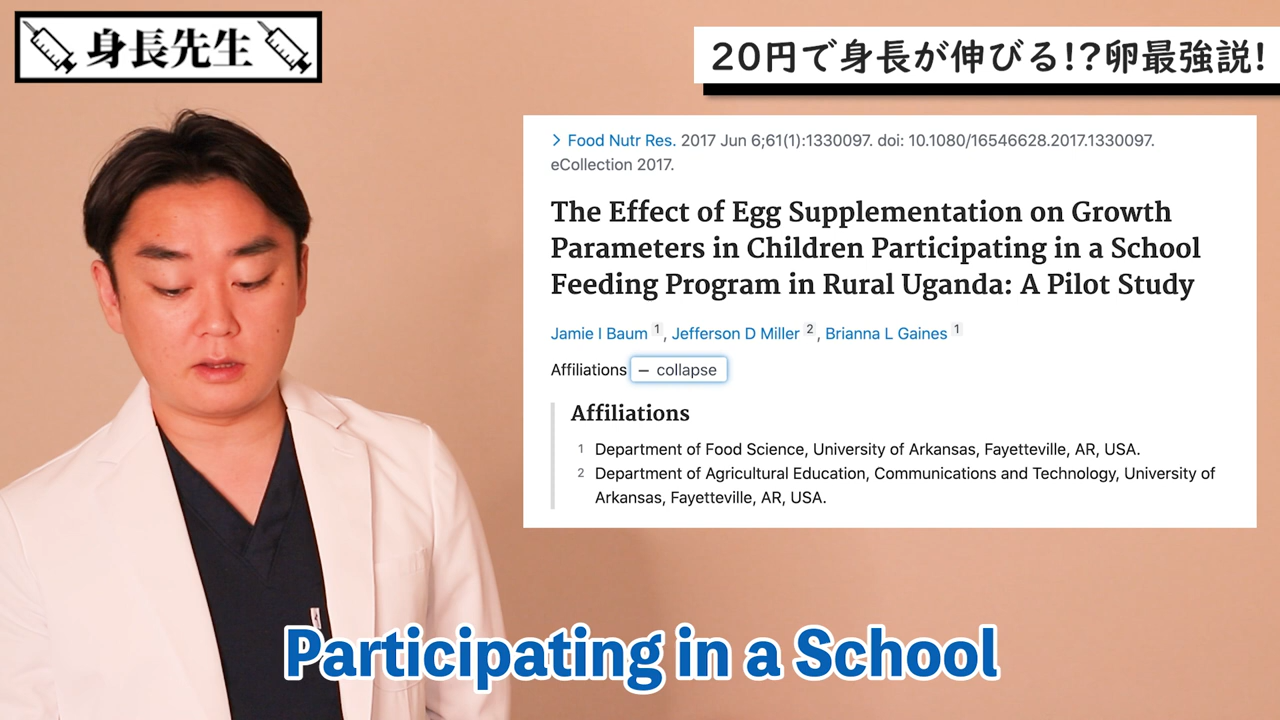 身長先生
20円で身長が伸びる!?卵最強説!
> Food Nutr Res. 2017 Jun 6;61(1):1330097. doi: 10.1080/16546628.2017.1330097.
eCollection 2017.
The Effect of Egg Supplementation on Growth
Parameters in Children Participating in a School
Feeding Program in Rural Uganda: A Pilot Study
Jamie I Baum 1, Jefferson D Miller 2, Brianna L Gaines 1
Affiliations — collapse
Affiliations
1 Department of Food Science, University of Arkansas, Fayetteville, AR, USA.
2 Department of Agricultural Education, Communications and Technology, University of
Arkansas, Fayetteville, AR, USA.
Participating in a School